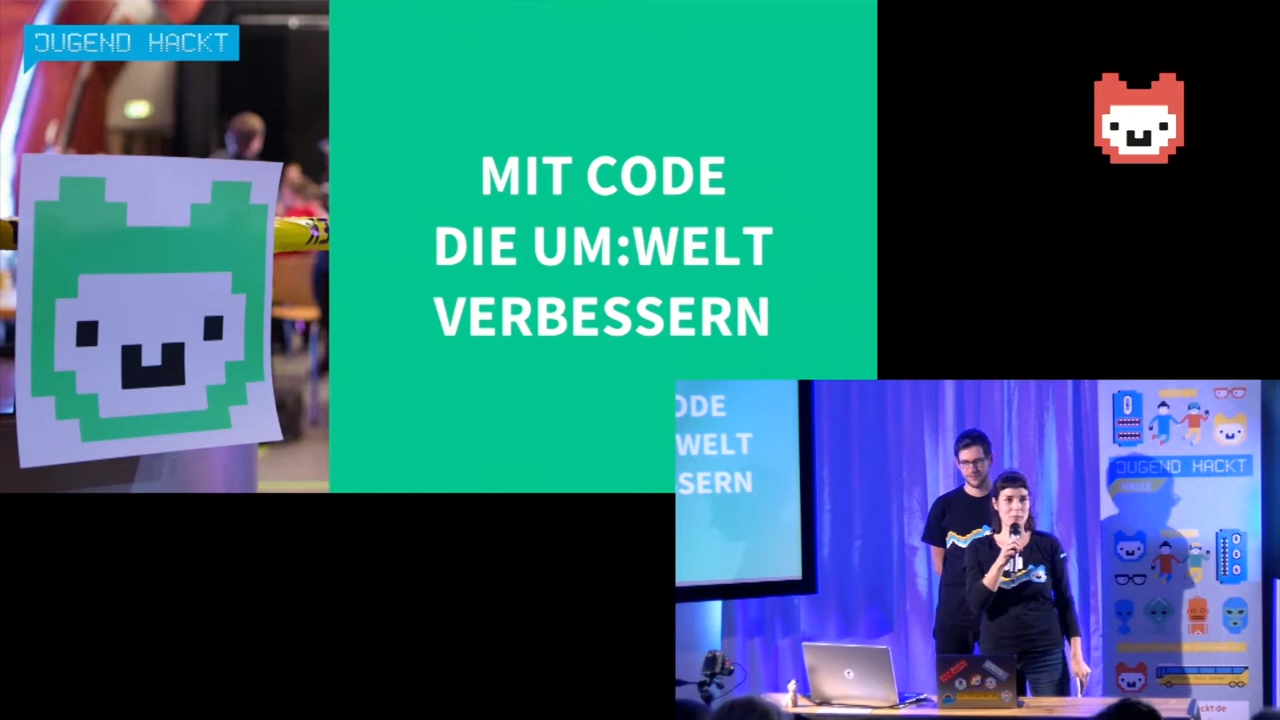 JUGEND HACKT
MIT CODE
DIE UM:WELT
VERBESSERN
ODE
WELT
SSERN
JUGEND HACKT
HALLE
ckt.de